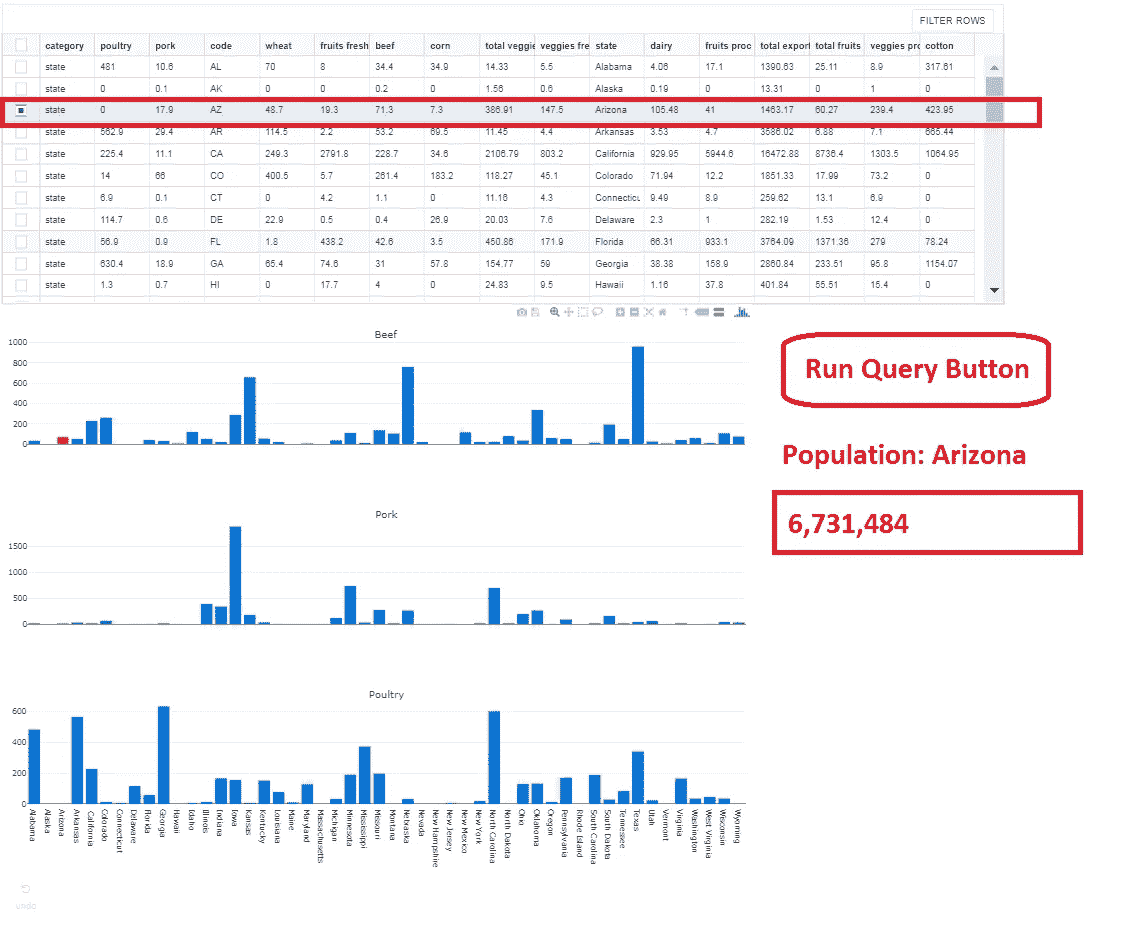 FILTER ROWS
category poultry pork code wheat fruits fresh beef corn total veggie veggies fre state dairy fruits proc total export total fruits veggies pro cotton
state 481 10.6 AL 70 8 34.4 34.9 14.33 5.5 Alabama 4.06 17.1 1390.63 25.11 8.9 317.61
state 0 0.1 AK 0 0 0.2 0 1.56 0.6 Alaska 0.19 0 13.31 0 1 0
state 0 17.9 AZ 48.7 19.3 71.3 7.3 386.91 147.5 Arizona 105.48 41 1463.17 60.27 239.4 423.95
state 562.9 29.4 AR 114.5 2.2 53.2 69.5 11.45 4.4 Arkansas 3.53 4.7 3586.02 6.88 7.1 665.44
state 225.4 11.1 CA 249.3 2791.8 228.7 34.6 2106.79 803.2 California 929.95 5944.6 16472.88 8736.4 1303.5 1064.95
state 14 66 CO 400.5 5.7 261.4 183.2 118.27 45.1 Colorado 71.94 12.2 1851.33 17.99 73.2 0
state 6.9 0.1 CT 0 4.2 1.1 0 11.16 4.3 Connecticu 9.49 8.9 259.62 13.1 6.9 0
state 114.7 0.6 DE 22.9 0.5 0.4 26.9 20.03 7.6 Delaware 2.3 1 282.19 1.53 12.4 0
state 56.9 0.9 FL 1.8 438.2 42.6 3.5 450.86 171.9 Florida 66.31 933.1 3764.09 1371.36 279 78.24
state 630.4 18.9 GA 65.4 74.6 31 57.8 154.77 59 Georgia 38.38 158.9 2860.84 233.51 95.8 1154.07
state 1.3 0.7 HI 0 17.7 4 0 24.83 9.5 Hawaii 1.16 37.8 401.84 55.51 15.4 0
Beef
1000
800
600
400
200
0
Run Query Button
Population: Arizona
6,731,484
Pork
1500
1000
500
0
Poultry
600
400
200
0
Alabama
Alaska
Arizona
Arkansas
California
Colorado
Connecticut
Delaware
Florida
Georgia
Hawaii
Idaho
Illinois
Indiana
Iowa
Kansas
Kentucky
Louisiana
Maine
Maryland
Massachusetts
Michigan
Minnesota
Mississippi
Missouri
Montana
Nebraska
Nevada
New Hampshire
New Jersey
New Mexico
New York
North Carolina
North Dakota
Ohio
Oklahoma
Oregon
Pennsylvania
Rhode Island
South Carolina
South Dakota
Tennessee
Texas
Utah
Vermont
Virginia
Washington
West Virginia
Wisconsin
Wyoming
undo